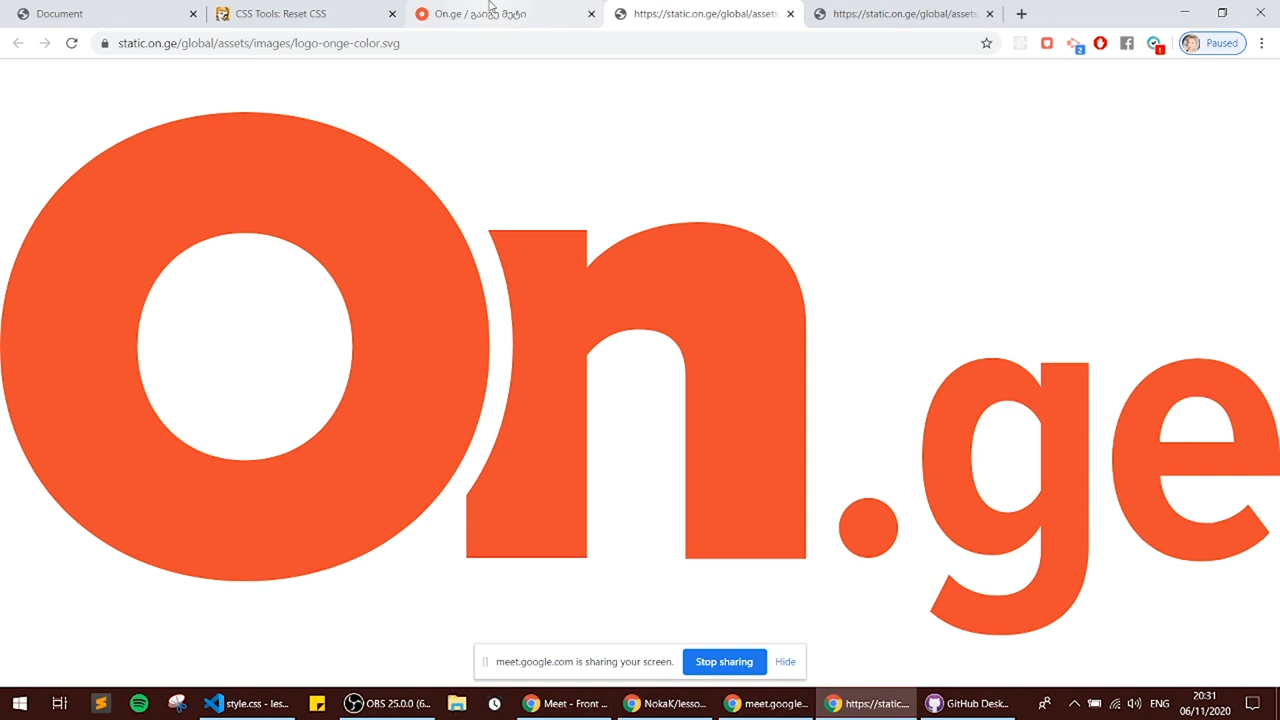 Document
CSS Tools: Reset CSS
On.ge / გაიგე მეტი
https://static.on.ge/global/assets
https://static.on.ge/global/assets
static.on.ge/global/assets/images/logo-onge-color.svg
2
1
Paused
On.ge
meet.google.com is sharing your screen.
Stop sharing
Hide
style.css - les...
OBS 25.0.0 (6...
Meet - Front ...
NokaK/lesso...
meet.google...
https://static....
GitHub Desk...
ENG
20:31
06/11/2020